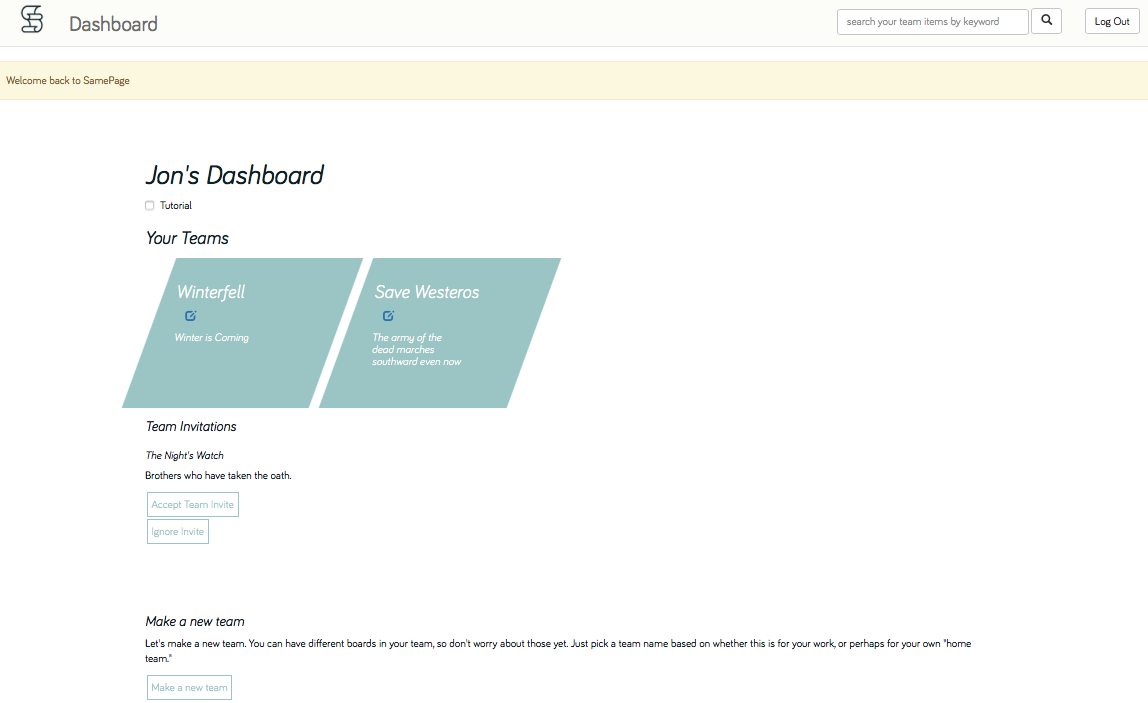 Dashboard
search your team items by keyword
Log Out
Welcome back to SamePage
Jon's Dashboard
Tutorial
Your Teams
Winterfell
Winter is Coming
Save Westeros
The army of the
dead marches
southward even now
Team Invitations
The Night's Watch
Brothers who have taken the oath.
Accept Team Invite
Ignore Invite
Make a new team
Let's make a new team. You can have different boards in your team, so don't worry about those yet. Just pick a team name based on whether this is for your work, or perhaps for your own "home
team."
Make a new team